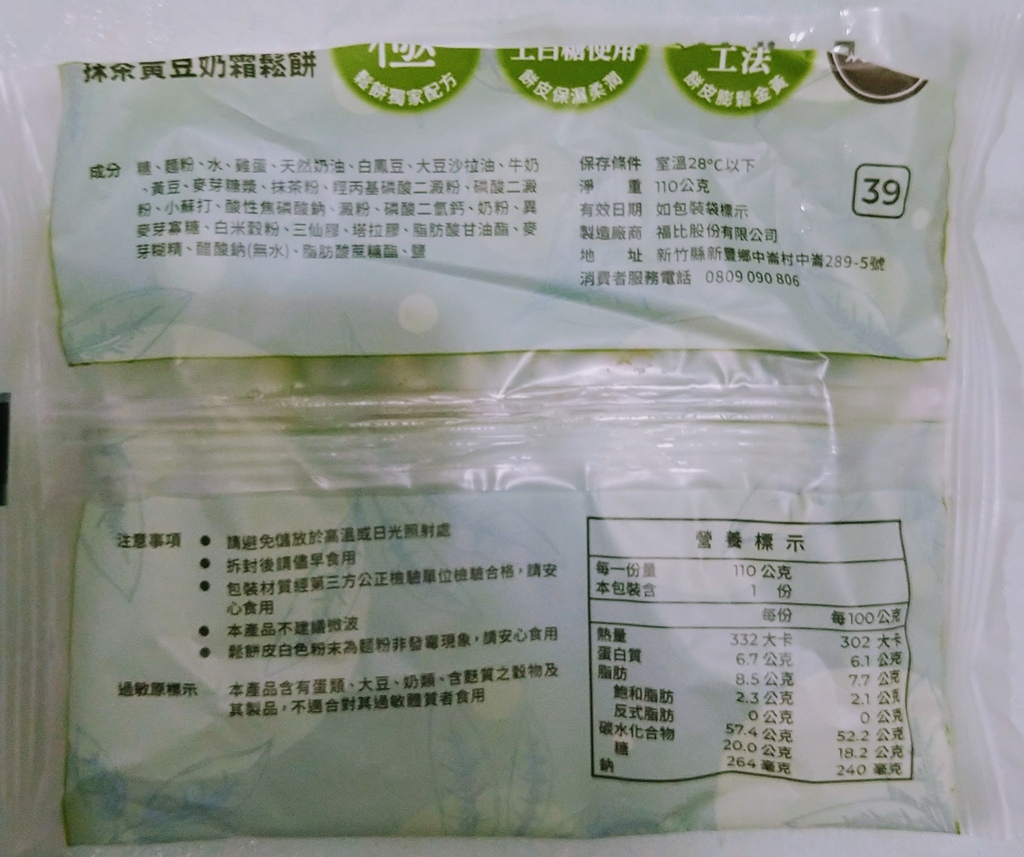 抹茶黃豆奶霜鬆餅
極
鬆餅獨家配方
上白糖使用
餅皮保濕柔潤
工法
餅皮膨鬆金黃
成分 糖、麵粉、水、雞蛋、天然奶油、白鳳豆、大豆沙拉油、牛奶
、黃豆、麥芽糖漿、抹茶粉、羥丙基磷酸二澱粉、磷酸二澱
粉、小蘇打、酸性焦磷酸鈉、澱粉、磷酸二氫鈣、奶粉、異
麥芽寡糖、白米穀粉、三仙膠、塔拉膠、脂肪酸甘油酯、麥
芽糊精、醋酸鈉(無水)、脂肪酸蔗糖酯、鹽
保存條件 室溫28°C以下
淨 重 110公克
有效日期 如包裝袋標示
製造廠商 福比股份有限公司
地 址 新竹縣新豐鄉中崙村中崙289-5號
消費者服務電話 0809 090 806
39
注意事項 ● 請避免儲放於高溫或日光照射處
● 拆封後請儘早食用
● 包裝材質經第三方公正檢驗單位檢驗合格，請安
心食用
● 本產品不建議微波
● 鬆餅皮白色粉末為麵粉非發霉現象，請安心食用
過敏原標示 本產品含有蛋類、大豆、奶類、含麩質之穀物及
其製品，不適合對其過敏體質者食用
營養標示
每一份量 110 公克
本包裝含 1 份
每份 每100公克
熱量 332 大卡 302 大卡
蛋白質 6.7 公克 6.1 公克
脂肪 8.5 公克 7.7 公克
飽和脂肪 2.3 公克 2.1 公克
反式脂肪 0 公克 0 公克
碳水化合物 57.4 公克 52.2 公克
糖 20.0 公克 18.2 公克
鈉 264 毫克 240 毫克